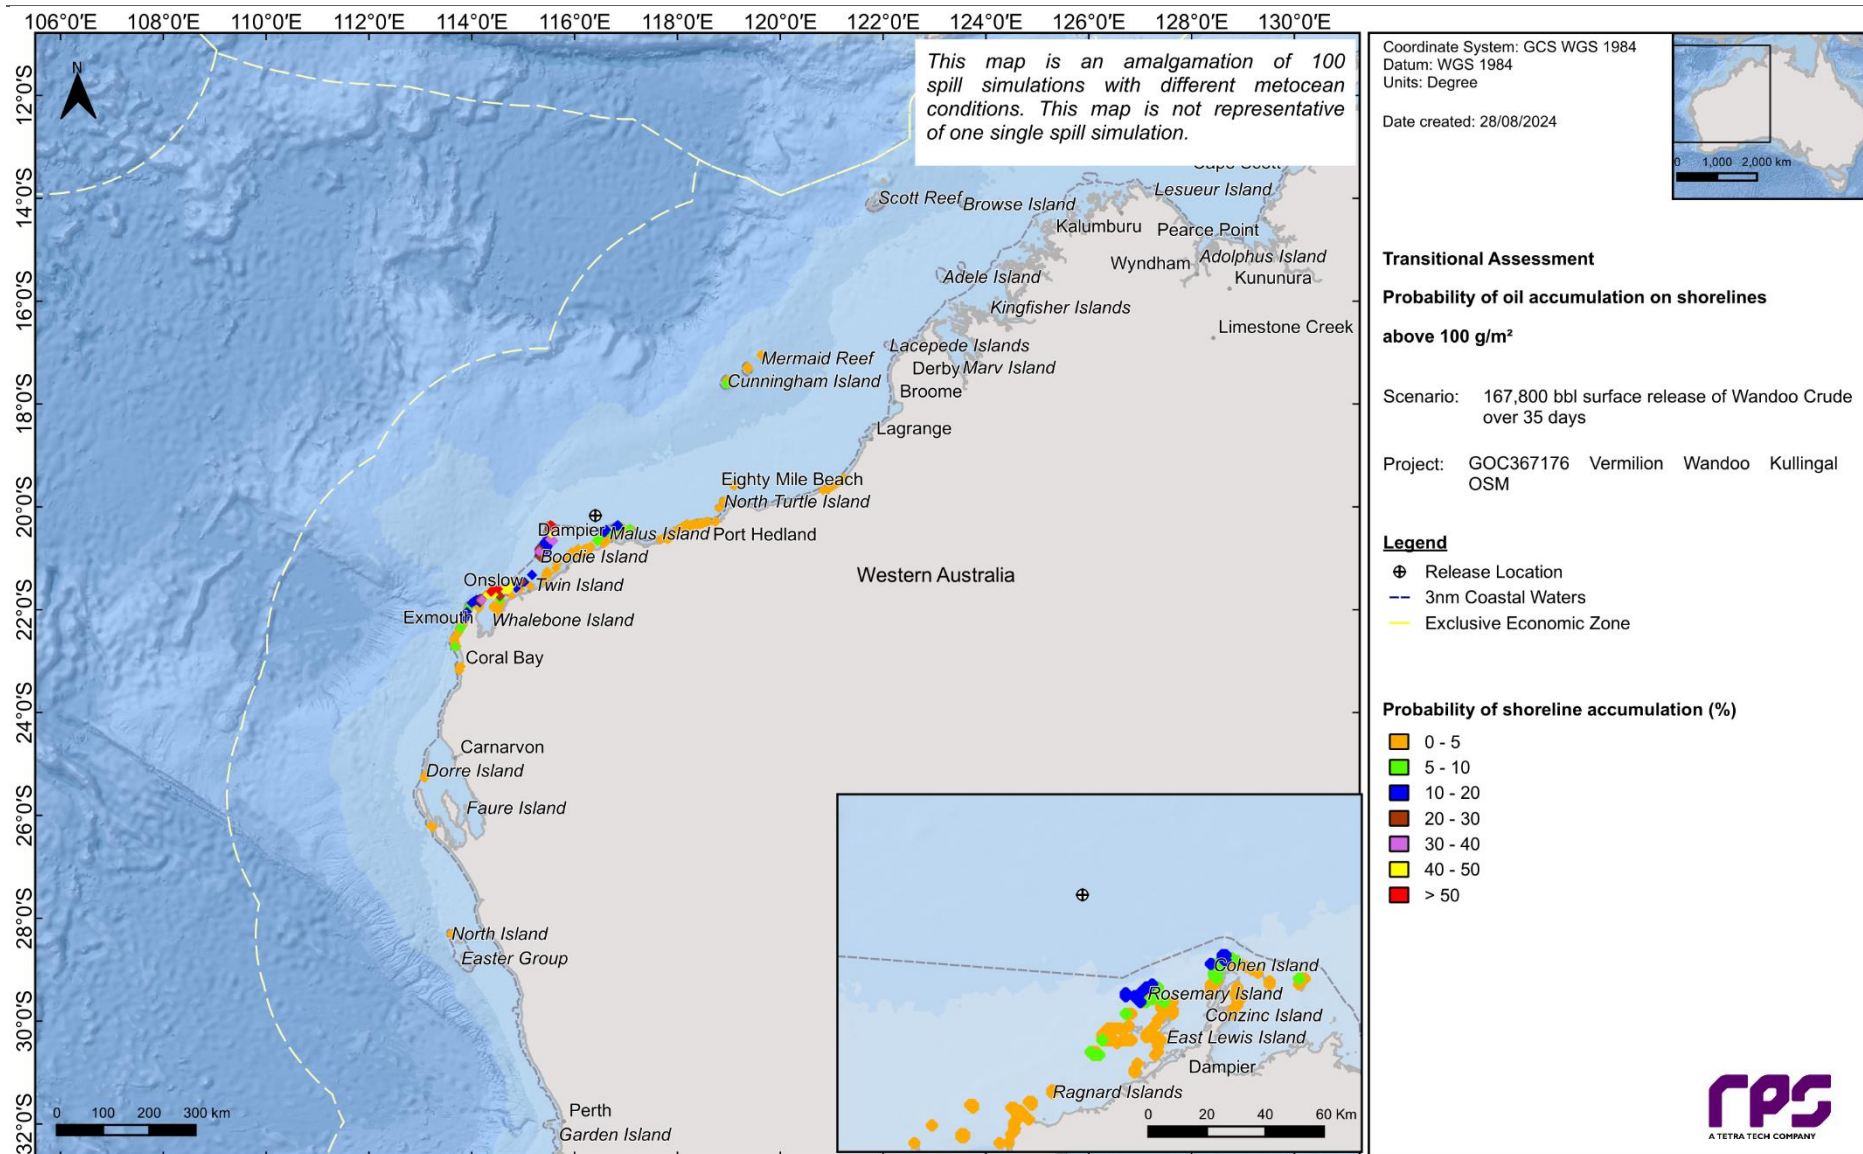 106°0'E 108°0'E 110°0'E 112°0'E 114°0'E 116°0'E 118°0'E 120°0'E 122°0'E 124°0'E 126°0'E 128°0'E 130°0'E
12°0'S
14°0'S
16°0'S
18°0'S
20°0'S
22°0'S
24°0'S
26°0'S
28°0'S
30°0'S
32°0'S
N
This map is an amalgamation of 100
spill simulations with different metocean
conditions. This map is not representative
of one single spill simulation.
Lesueur Island
Scott Reef
Browse Island
Kalumburu
Pearce Point
Wyndham
Adolphus Island
Kununura
Adele Island
Kingfisher Islands
Limestone Creek
Lacepede Islands
Mermaid Reef
Derby
Marv Island
Cunningham Island
Broome
Lagrange
Eighty Mile Beach
North Turtle Island
Dampier
Malus Island
Port Hedland
Boodie Island
Western Australia
Onslow
Twin Island
Exmouth
Whalebone Island
Coral Bay
Carnarvon
Dorre Island
Faure Island
North Island
Easter Group
Perth
Garden Island
0 100 200 300 km
Cohen Island
Rosemary Island
Conzinc Island
East Lewis Island
Dampier
Ragnard Islands
0 20 40 60 Km
Coordinate System: GCS WGS 1984
Datum: WGS 1984
Units: Degree
Date created: 28/08/2024
0 1,000 2,000 km
Transitional Assessment
Probability of oil accumulation on shorelines
above 100 g/m²
Scenario: 167,800 bbl surface release of Wandoo Crude
over 35 days
Project: GOC367176 Vermilion Wandoo Kullingal
OSM
Legend
Release Location
3nm Coastal Waters
Exclusive Economic Zone
Probability of shoreline accumulation (%)
0 - 5
5 - 10
10 - 20
20 - 30
30 - 40
40 - 50
> 50
rps
A TETRA TECH COMPANY